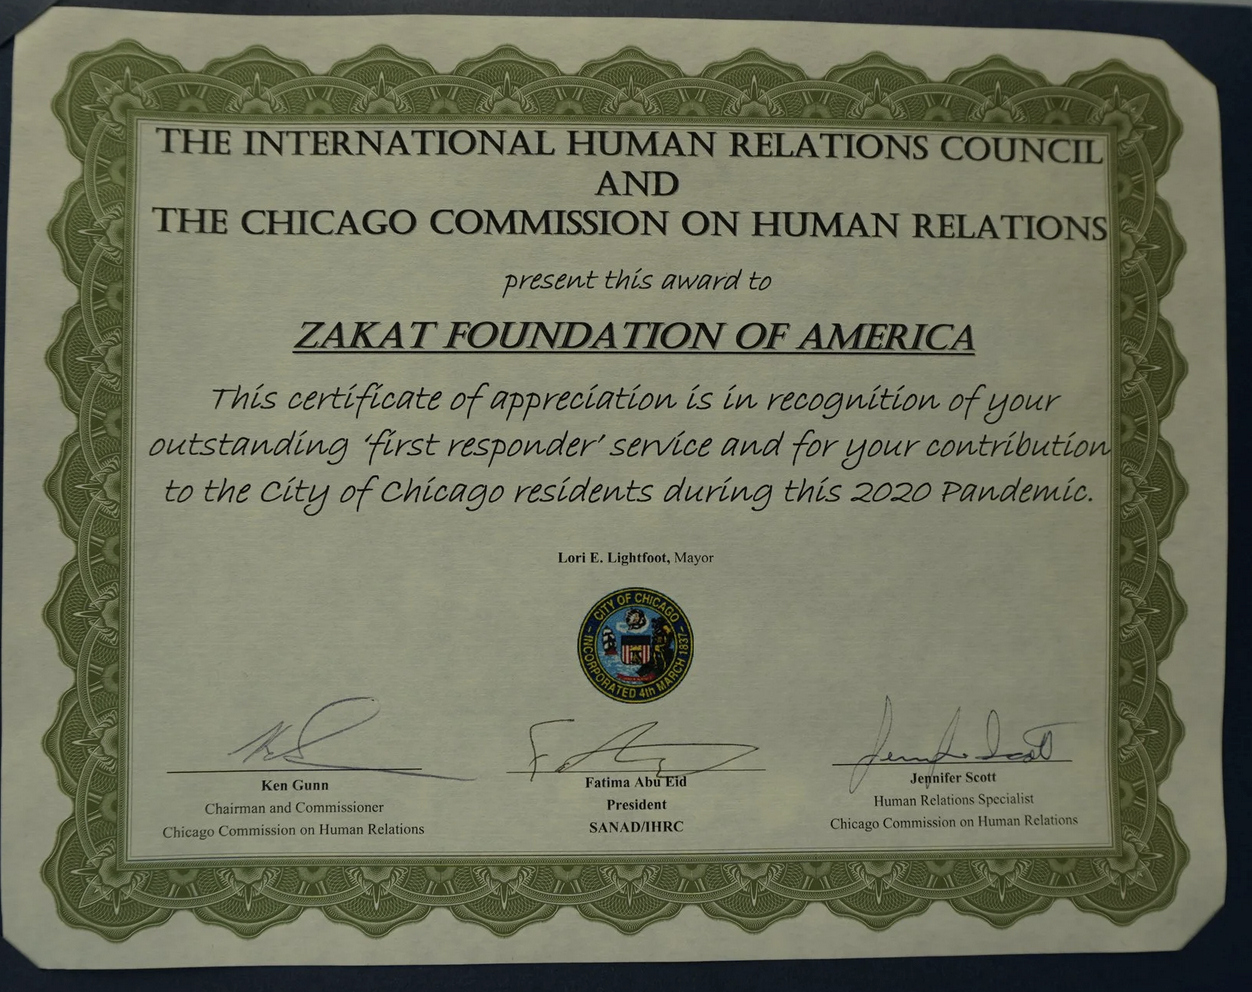 THE INTERNATIONAL HUMAN RELATIONS COUNCIL
AND
THE CHICAGO COMMISSION ON HUMAN RELATIONS
present this award to
ZAKAT FOUNDATION OF AMERICA
This certificate of appreciation is in recognition of your
outstanding 'first responder' service and for your contribution
to the City of Chicago residents during this 2020 Pandemic.
Lori E. Lightfoot, Mayor
CITY OF CHICAGO
INCORPORATED 4th MARCH 1837
Jennifer Scott
Ken Gunn
Chairman and Commissioner
Chicago Commission on Human Relations
Fatima Abu Eid
President
SANAD/IHRC
Jennifer Scott
Human Relations Specialist
Chicago Commission on Human Relations